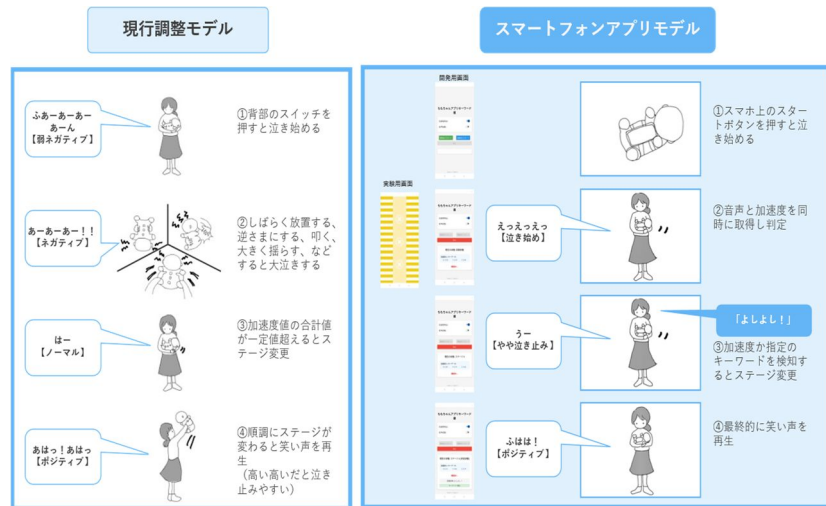 現行調整モデル
ふあーあーあー
あーん
【弱ネガティブ】
①背部のスイッチを
押すと泣き始める
あーあーあー！！
【ネガティブ】
②しばらく放置する、
逆さまにする、叩く、
大きく揺らす、など
すると大泣きする
はー
【ノーマル】
③加速度値の合計値
が一定値超えるとス
テージ変更
あはっ！あはっ
【ポジティブ】
④順調にステージが
変わると笑い声を再
生
（高い高いだと泣き
止みやすい）
スマートフォンアプリモデル
開発用画面
①スマホ上のスター
トボタンを押すと泣
き始める
実験用画面
えっえっえっ
【泣き始め】
②音声と加速度を同
時に取得し判定
うー
【やや泣き止み】
「よしよし！」
③加速度か指定の
キーワードを検知す
るとステージ変更
ふはは！
【ポジティブ】
④最終的に笑い声を
再生